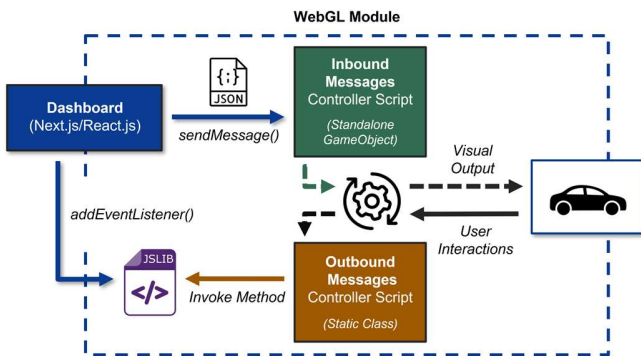 WebGL Module
Inbound
Messages
Controller Script
(Standalone
GameObject)
{;}
JSON
Dashboard
(Next.js/React.js)
sendMessage()
Visual
Output
addEventListener()
User
Interactions
JSLIB
</>
Invoke Method
Outbound
Messages
Controller Script
(Static Class)